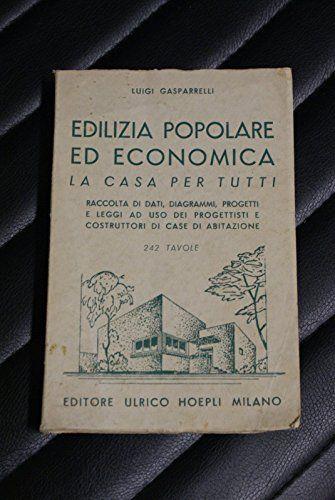 LUIGI GASPARRELLI
EDILIZIA POPOLARE
ED ECONOMICA
LA CASA PER TUTTI
RACCOLTA DI DATI, DIAGRAMMI, PROGETTI
E LEGGI AD USO DEI PROGETTISTI E
COSTRUTTORI DI CASE DI ABITAZIONE
242 TAVOLE
EDITORE ULRICO HOEPLI MILANO